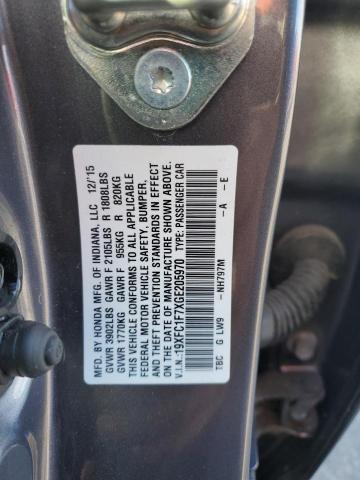 MFD. BY HONDA MFG. OF INDIANA, LLC 12/'15
GVWR 3902LBS GAWR F 2105LBS R 1808LBS
GVWR 1770KG GAWR F 955KG R 820KG
THIS VEHICLE CONFORMS TO ALL APPLICABLE
FEDERAL MOTOR VEHICLE SAFETY, BUMPER,
AND THEFT PREVENTION STANDARDS IN EFFECT
ON THE DATE OF MANUFACTURE SHOWN ABOVE.
V.I.N.: 19XFC1F7XGE205970 TYPE: PASSENGER CAR
TBC G LW9 — NH797M —A —E